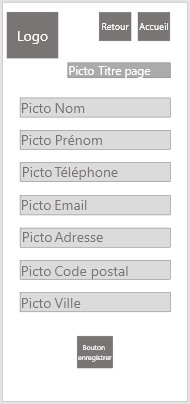 Logo
Retour
Accueil
Picto Titre page
Picto Nom
Picto Prénom
Picto Téléphone
Picto Email
Picto Adresse
Picto Code postal
Picto Ville
Bouton
enregistrer